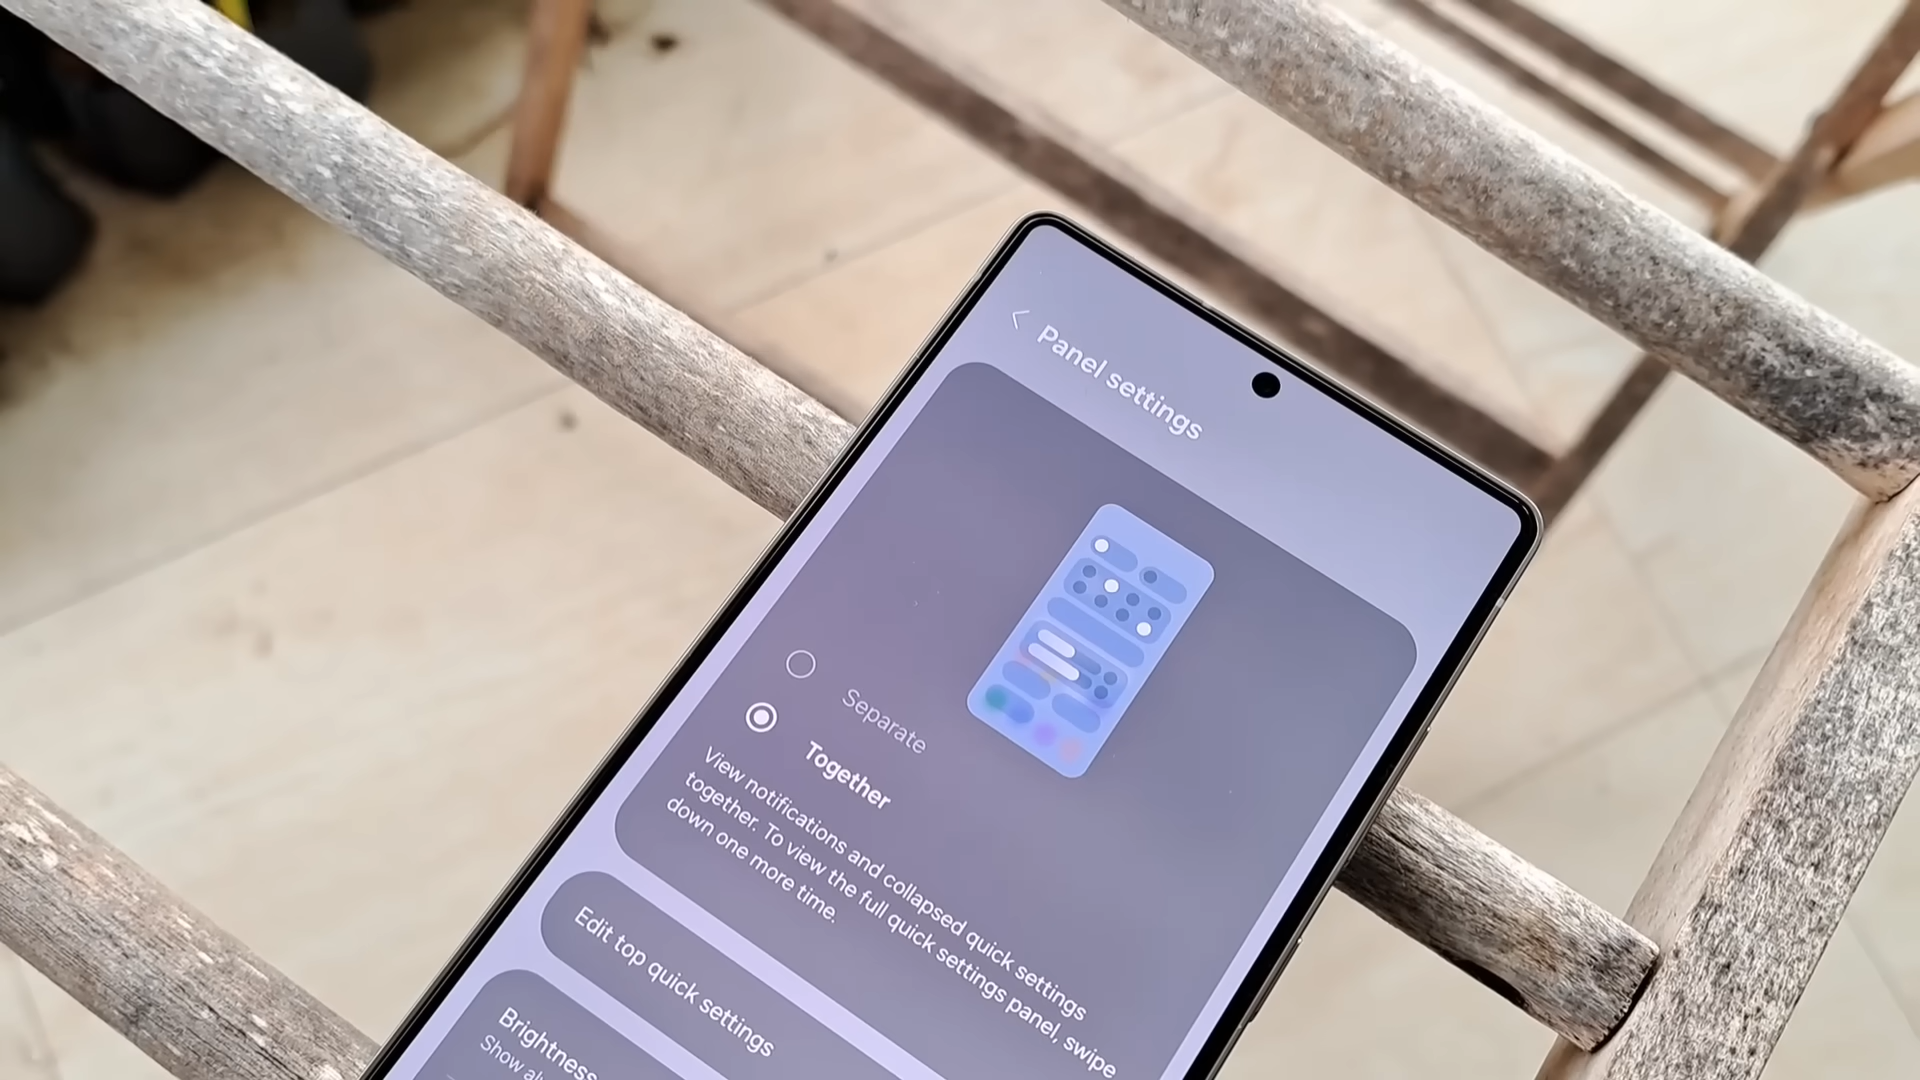 Panel settings
Separate
Together
View notifications and collapsed quick settings
together. To view the full quick settings panel, swipe
down one more time.
Edit top quick settings
Brightness
Show